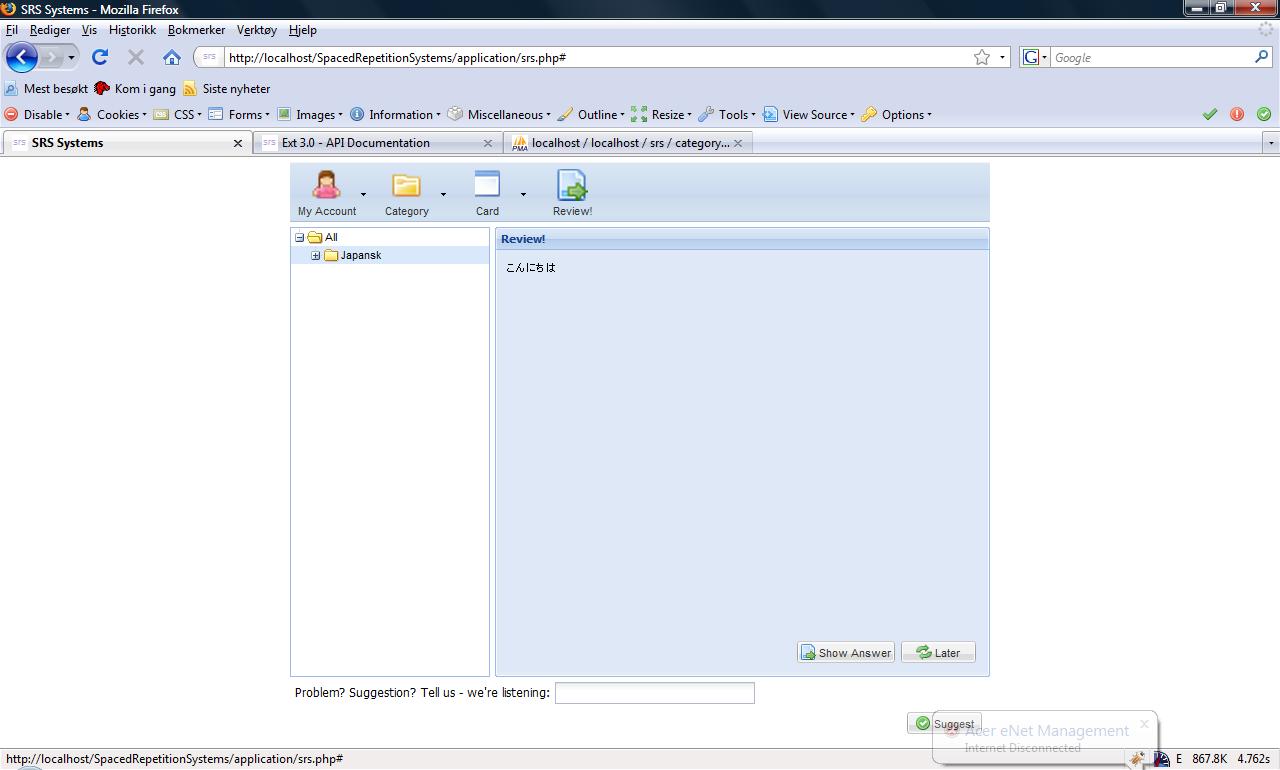 SRS Systems - Mozilla Firefox
Fil Rediger Vis Historikk Bokmerker Verktøy Hjelp
srs http://localhost/SpacedRepetitionSystems/application/srs.php# G Google
Mest besøkt Kom i gang Siste nyheter
Disable Cookies CSS Forms Images Information Miscellaneous Outline Resize Tools View Source Options
srs SRS Systems srs Ext 3.0 - API Documentation PMA localhost / localhost / srs / category...
My Account Category Card Review!
All
Japansk
Review!
こんにちは
Show Answer Later
Problem? Suggestion? Tell us - we're listening:
Suggest
Acer eNet Management
Internet Disconnected
http://localhost/SpacedRepetitionSystems/application/srs.php# E 867.8K 4.762s